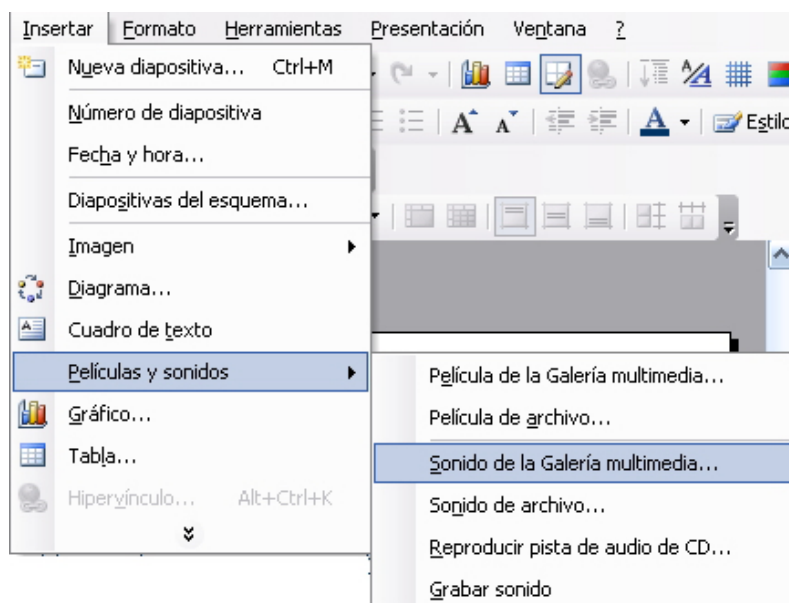 Insertar Formato Herramientas Presentación Ventana ?
Nueva diapositiva... Ctrl+M
Número de diapositiva
Fecha y hora...
Diapositivas del esquema...
Imagen
Diagrama...
Cuadro de texto
Películas y sonidos
Gráfico...
Tabla...
Hipervínculo... Alt+Ctrl+K
A A A Estilo
Película de la Galería multimedia...
Película de archivo...
Sonido de la Galería multimedia...
Sonido de archivo...
Reproducir pista de audio de CD...
Grabar sonido